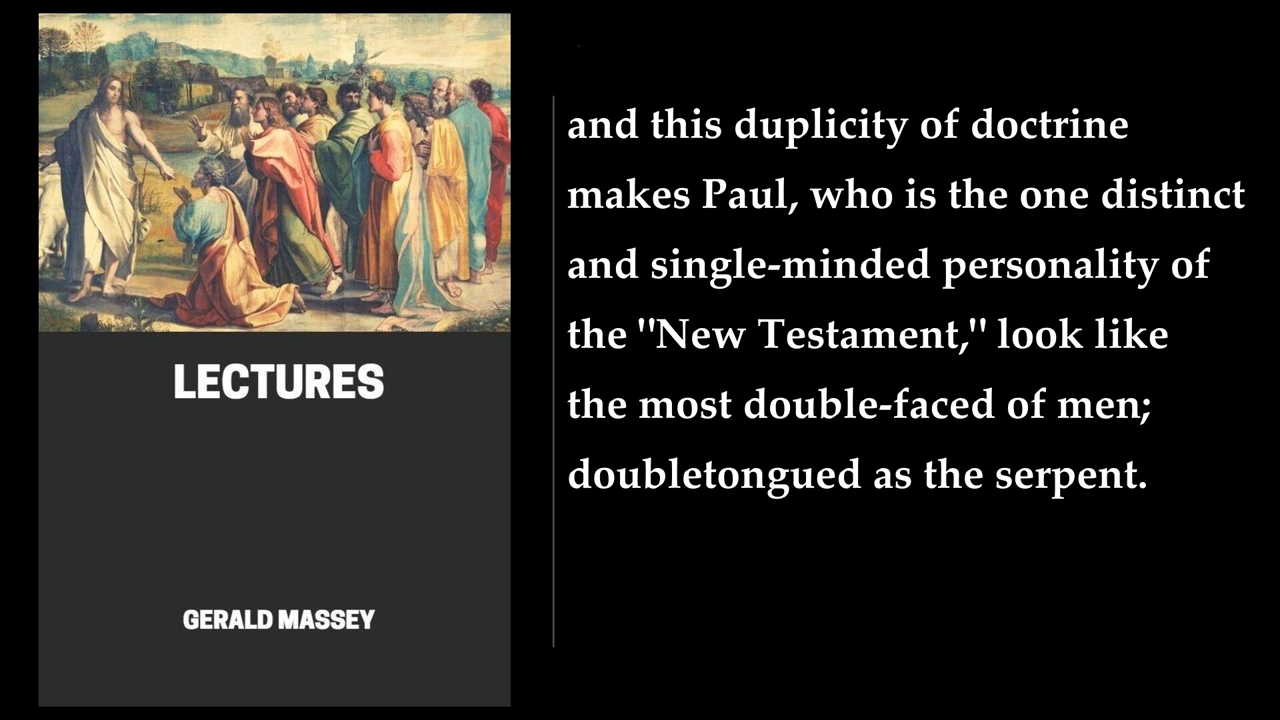 LECTURES
GERALD MASSEY
and this duplicity of doctrine
makes Paul, who is the one distinct
and single-minded personality of
the "New Testament," look like
the most double-faced of men;
doubletongued as the serpent.